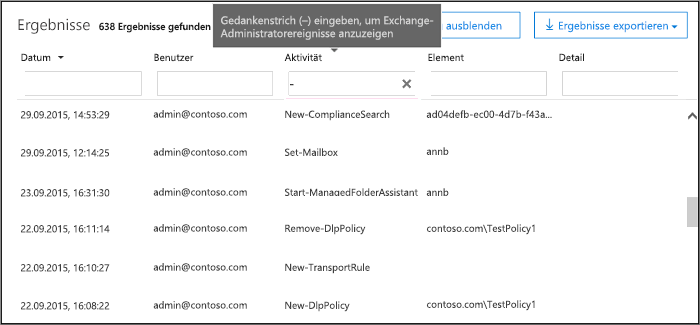 Ergebnisse 638 Ergebnisse gefunden
Gedankenstrich (–) eingeben, um Exchange-
Administratorereignisse anzuzeigen
ausblenden
Ergebnisse exportieren
Datum Benutzer Aktivität Element Detail
-
29.09.2015, 14:53:29 admin@contoso.com New-ComplianceSearch ad04defb-ec00-4d7b-f43a...
29.09.2015, 12:14:25 admin@contoso.com Set-Mailbox annb
23.09.2015, 16:31:30 admin@contoso.com Start-ManagedFolderAssistant annb
22.09.2015, 16:11:14 admin@contoso.com Remove-DlpPolicy contoso.com\TestPolicy1
22.09.2015, 16:10:27 admin@contoso.com New-TransportRule
22.09.2015, 16:08:22 admin@contoso.com New-DlpPolicy contoso.com\TestPolicy1